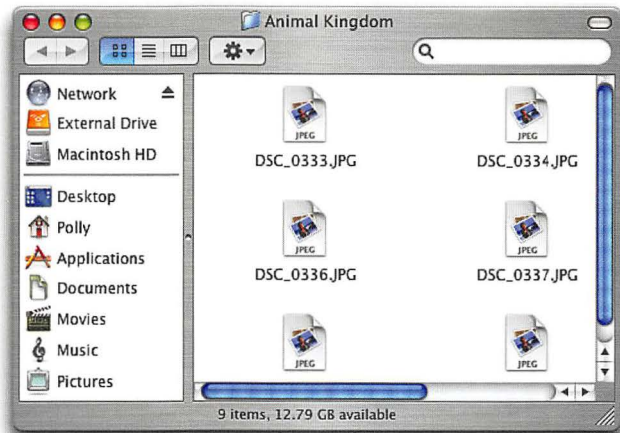 Animal Kingdom
Network
External Drive
Macintosh HD
Desktop
Polly
Applications
Documents
Movies
Music
Pictures
JPEG
DSC_0333.JPG
JPEG
DSC_0334.JPG
JPEG
DSC_0336.JPG
JPEG
DSC_0337.JPG
JPEG
JPEG
9 items, 12.79 GB available